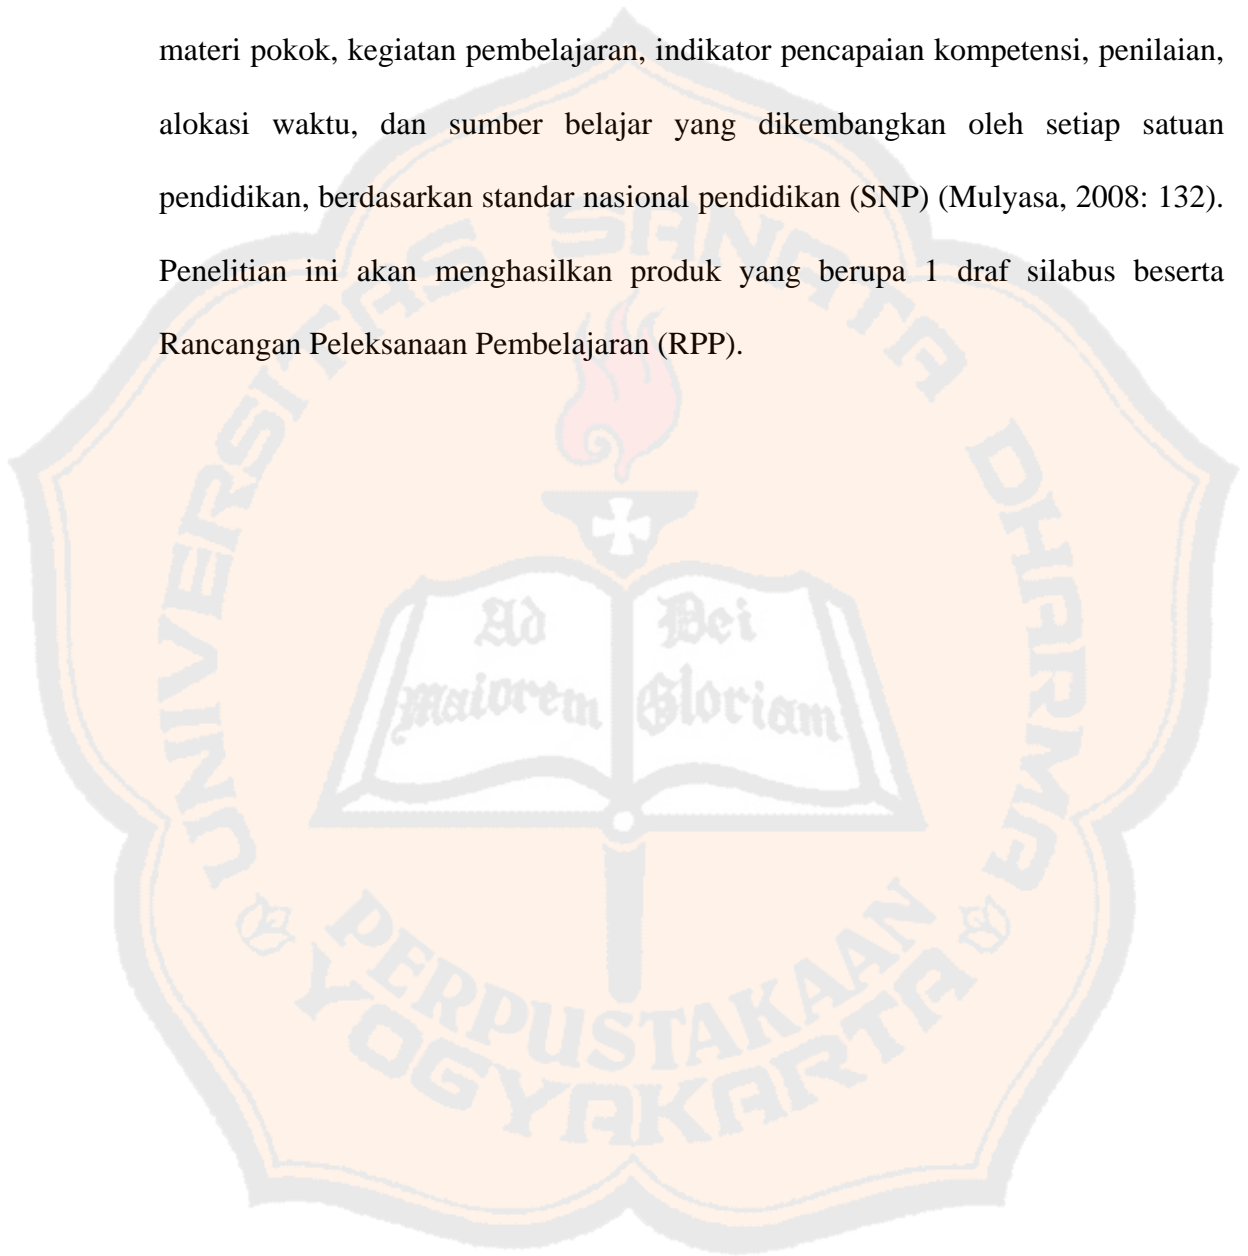 materi pokok, kegiatan pembelajaran, indikator pencapaian kompetensi, penilaian,
alokasi waktu, dan sumber belajar yang dikembangkan oleh setiap satuan
pendidikan, berdasarkan standar nasional pendidikan (SNP) (Mulyasa, 2008: 132).
Penelitian ini akan menghasilkan produk yang berupa 1 draf silabus beserta
Rancangan Peleksanaan Pembelajaran (RPP).
UNIVERSITAS SANATA DHARMA
Ad Dei
maiorem Gloriam
PERPUSTAKAAN
YOGYAKARTA